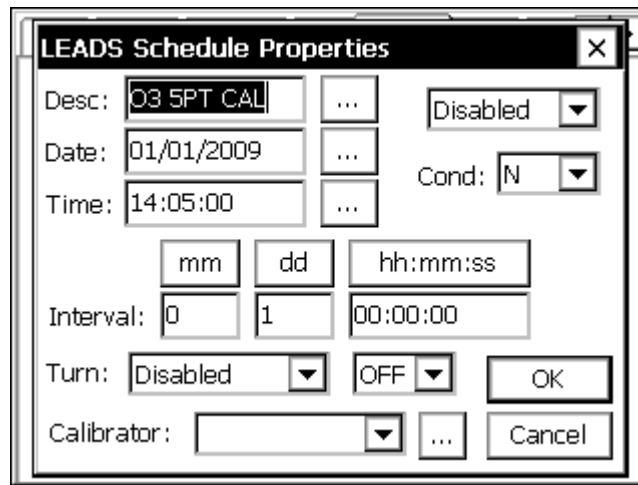 LEADS Schedule Properties
Desc: O3 5PT CAL ... Disabled
Date: 01/01/2009 ...
Cond: N
Time: 14:05:00 ...
mm dd hh:mm:ss
Interval: 0 1 00:00:00
Turn: Disabled OFF OK
Calibrator: ... Cancel